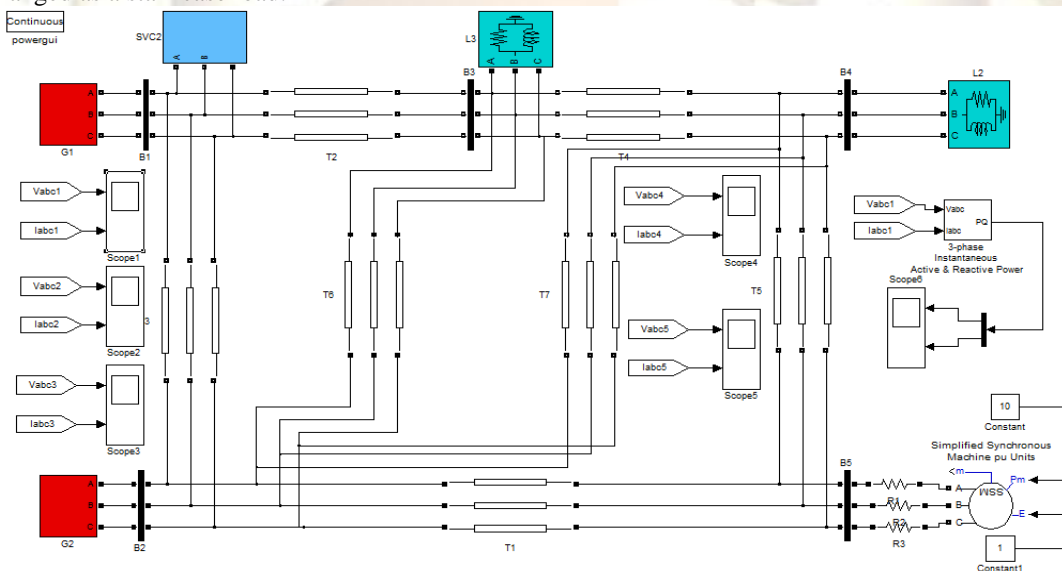 Continuous
powergui
SVC2
A
B
L3
A
B
C
B3
B4
L2
A
B
C
G1
B1
A
B
C
T2
T4
Vabc1
Iabc1
Scope1
Vabc2
Iabc2
Scope2
3
Vabc3
Iabc3
Scope3
T6
T7
T5
Vabc4
Iabc4
Scope4
Vabc5
Iabc5
Scope5
Vabc1
Iabc1
Vabc
Iabc
PQ
3-phase
Instantaneous
Active & Reactive Power
Scope6
10
Constant
Simplified Synchronous
Machine pu Units
<m
Pm
E
SSM
A
B
C
1
Constant1
B5
R1
R2
R3
A
B
C
G2
B2
T1